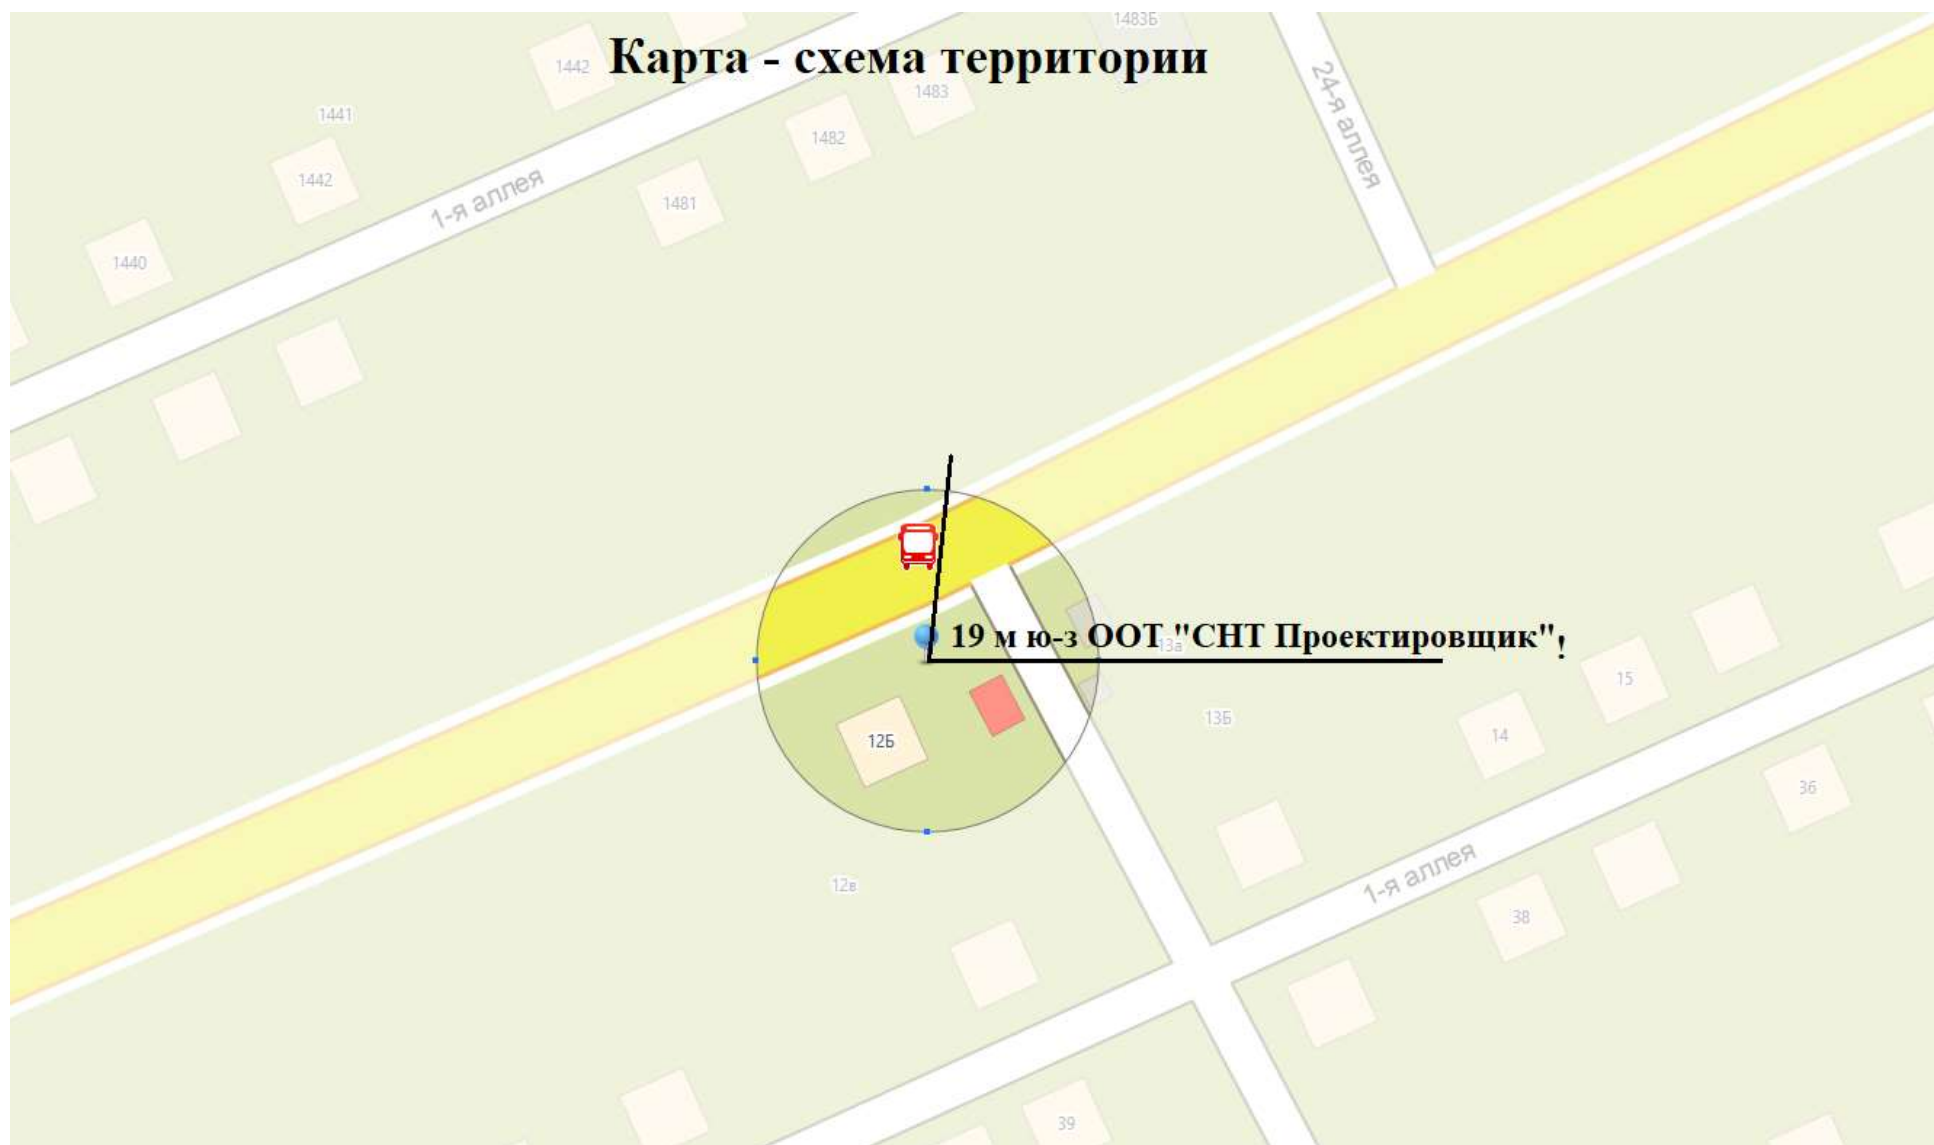 1483Б
Карта - схема территории
1442
1483
1441
1482
24-я аллея
1442
1-я аллея
1481
1440
19 м ю-з ООТ "СНТ Проектировщик"!
13а
15
13Б
14
12Б
36
1-я аллея
12в
38
39